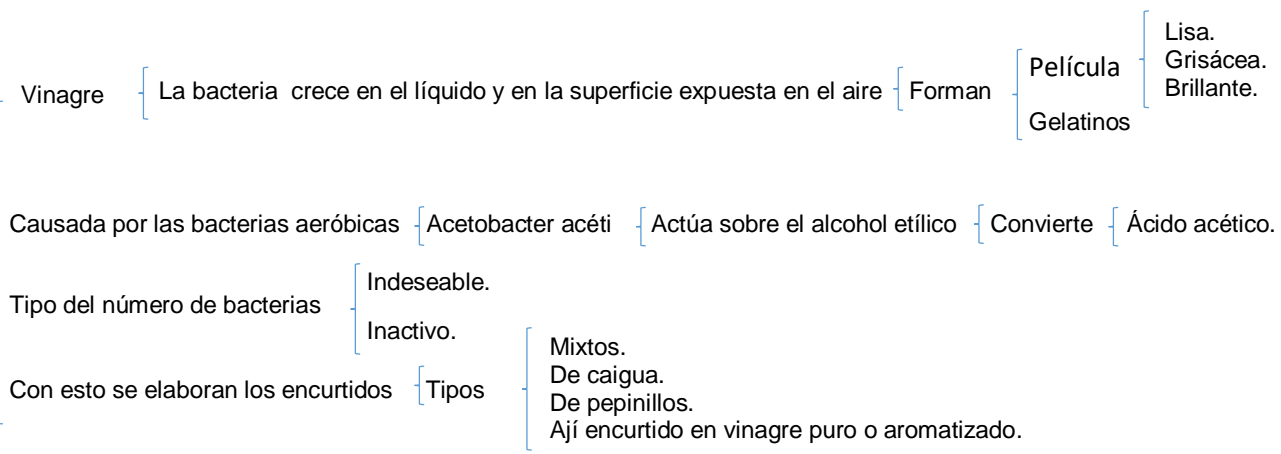 Vinagre La bacteria crece en el líquido y en la superficie expuesta en el aire Forman
Película
Lisa.
Grisácea.
Brillante.
Gelatinos
Causada por las bacterias aeróbicas Acetobacter acéti Actúa sobre el alcohol etílico Convierte Ácido acético.
Tipo del número de bacterias
Indeseable.
Inactivo.
Con esto se elaboran los encurtidos Tipos
Mixtos.
De caigua.
De pepinillos.
Ají encurtido en vinagre puro o aromatizado.